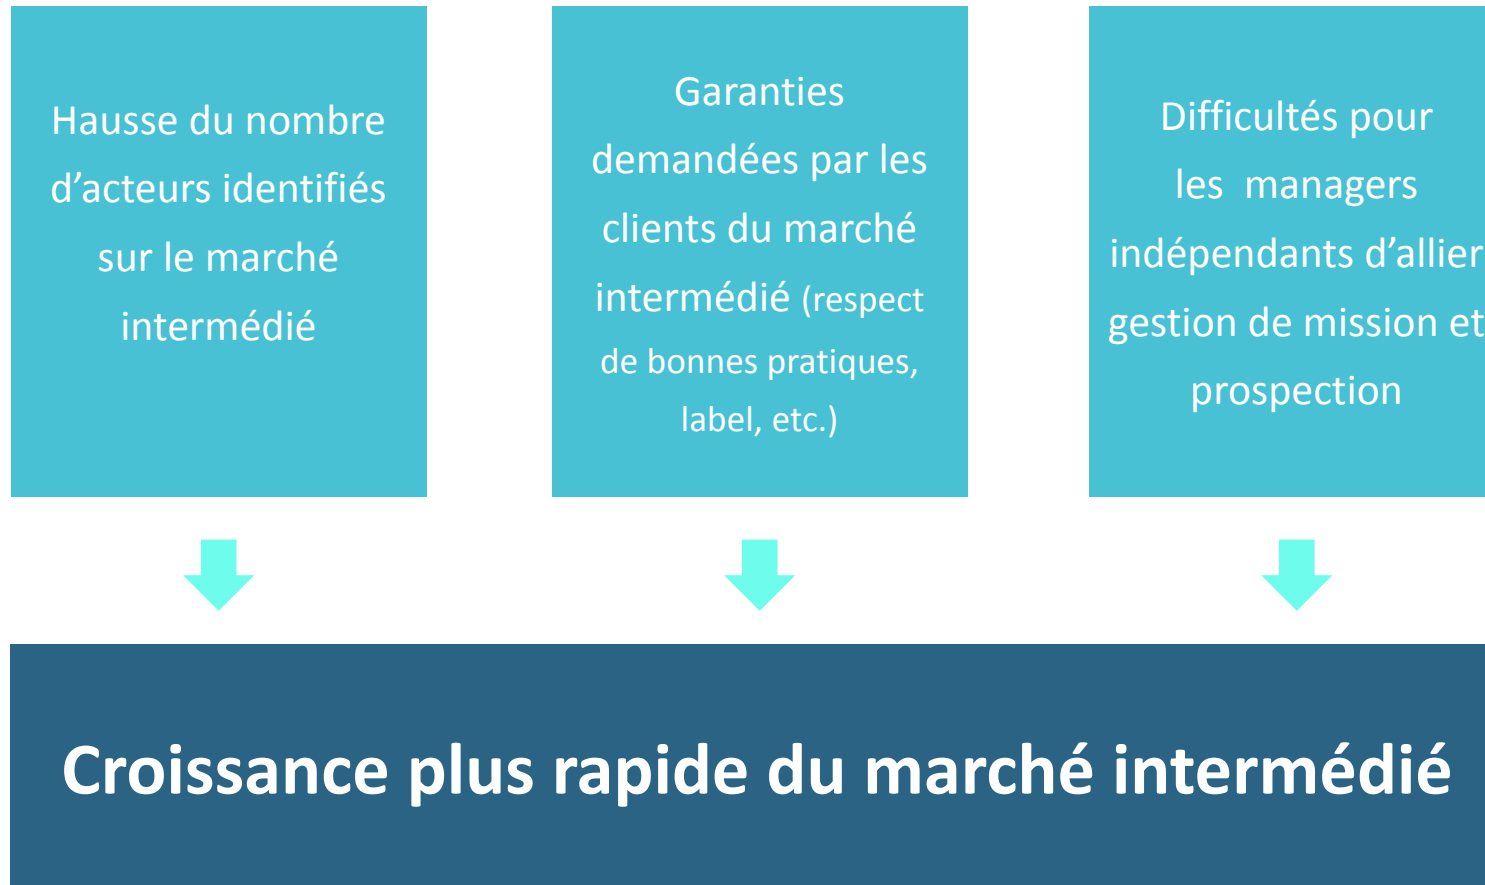 Hausse du nombre
d’acteurs identifiés
sur le marché
intermédié
Garanties
demandées par les
clients du marché
intermédié (respect
de bonnes pratiques,
label, etc.)
Difficultés pour
les  managers
indépendants d’allier
gestion de mission et
prospection
Croissance plus rapide du marché intermédié